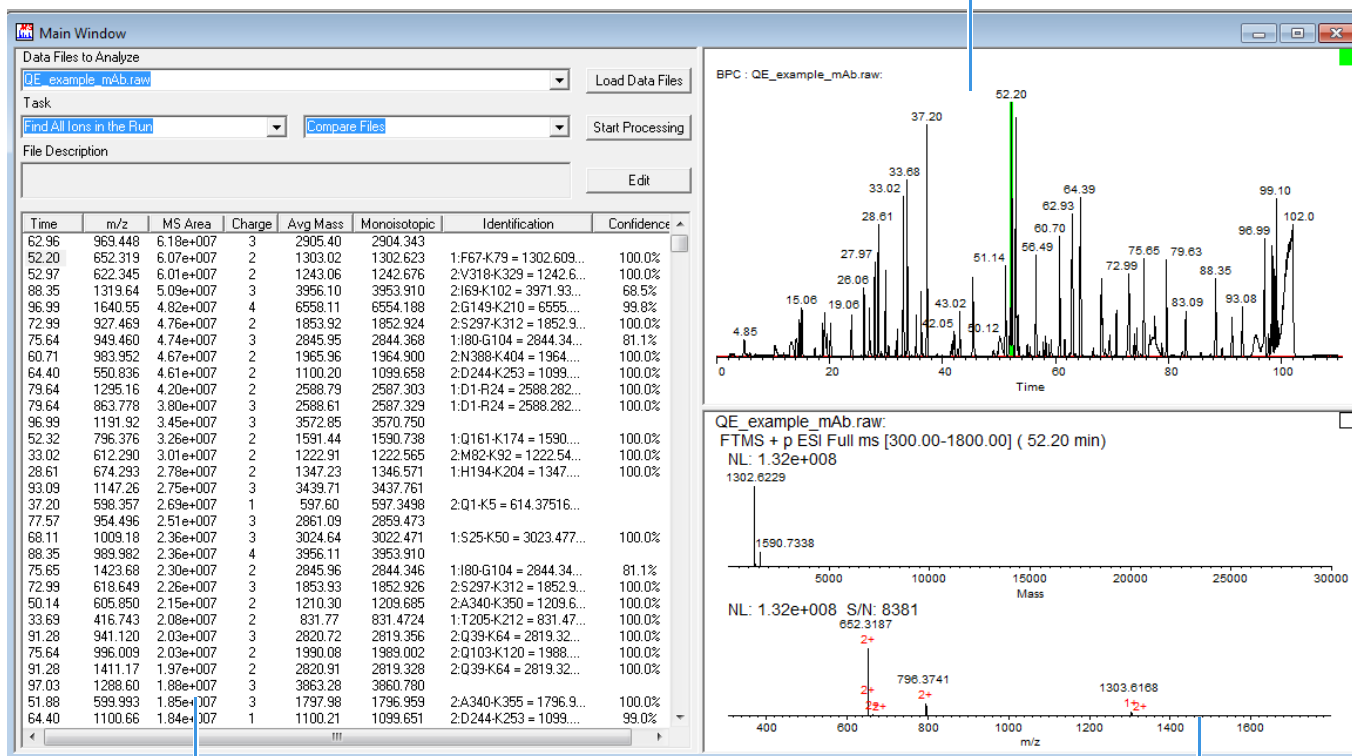 Main Window
Data Files to Analyze
QE_example_mAb.raw
Load Data Files
Task
Find All Ions in the Run Compare Files Start Processing
File Description
Edit
Time m/z MS Area Charge Avg Mass Monoisotopic Identification Confidence
62.96 969.448 6.18e+007 3 2905.40 2904.343
52.20 652.319 6.07e+007 2 1303.02 1302.623 1:F67-K79 = 1302.609... 100.0%
52.97 622.345 6.01e+007 2 1243.06 1242.676 2:V318-K329 = 1242.6... 100.0%
88.35 1319.64 5.09e+007 3 3956.10 3953.910 2:I69-K102 = 3971.93... 68.5%
96.99 1640.55 4.82e+007 4 6558.11 6554.188 2:G149-K210 = 6555.... 99.8%
72.99 927.469 4.76e+007 2 1853.92 1852.924 2:S297-K312 = 1852.9... 100.0%
75.64 949.460 4.74e+007 3 2845.95 2844.368 1:I80-G104 = 2844.34... 81.1%
60.71 983.952 4.67e+007 2 1965.96 1964.900 2:N388-K404 = 1964.... 100.0%
64.40 550.836 4.61e+007 2 1100.20 1099.658 2:D244-K253 = 1099.... 100.0%
79.64 1295.16 4.20e+007 2 2588.79 2587.303 1:D1-R24 = 2588.282... 100.0%
79.64 863.778 3.80e+007 3 2588.61 2587.329 1:D1-R24 = 2588.282... 100.0%
96.99 1191.92 3.45e+007 3 3572.85 3570.750
52.32 796.376 3.26e+007 2 1591.44 1590.738 1:Q161-K174 = 1590.... 100.0%
33.02 612.290 3.01e+007 2 1222.91 1222.565 2:M82-K92 = 1222.54... 100.0%
28.61 674.293 2.78e+007 2 1347.23 1346.571 1:H194-K204 = 1347.... 100.0%
93.09 1147.26 2.75e+007 3 3439.71 3437.761
37.20 598.357 2.69e+007 1 597.60 597.3498 2:Q1-K5 = 614.37516...
77.57 954.496 2.51e+007 3 2861.09 2859.473
68.11 1009.18 2.36e+007 3 3024.64 3022.471 1:S25-K50 = 3023.477... 100.0%
88.35 989.982 2.36e+007 4 3956.11 3953.910
75.65 1423.68 2.30e+007 2 2845.96 2844.346 1:I80-G104 = 2844.34... 81.1%
72.99 618.649 2.26e+007 3 1853.93 1852.926 2:S297-K312 = 1852.9... 100.0%
50.14 605.850 2.15e+007 2 1210.30 1209.685 2:A340-K350 = 1209.6... 100.0%
33.69 416.743 2.08e+007 2 831.77 831.4724 1:T205-K212 = 831.47... 100.0%
91.28 941.120 2.03e+007 3 2820.72 2819.356 2:Q39-K64 = 2819.32... 100.0%
75.64 996.009 2.03e+007 2 1990.08 1989.002 2:Q103-K120 = 1988.... 100.0%
91.28 1411.17 1.97e+007 2 2820.91 2819.328 2:Q39-K64 = 2819.32... 100.0%
97.03 1288.60 1.88e+007 3 3863.28 3860.780
51.88 599.993 1.85e+007 3 1797.98 1796.959 2:A340-K355 = 1796.9... 100.0%
64.40 1100.66 1.84e+007 1 1100.21 1099.651 2:D244-K253 = 1099.... 99.0%
BPC : QE_example_mAb.raw:
52.20
37.20
33.68
33.02
28.61
27.97
26.06
15.06
19.06
4.85
42.05
43.02
50.12
51.14
56.49
60.70
62.93
64.39
72.99
75.65
79.63
83.09
88.35
93.08
96.99
99.10
102.0
0 20 40 60 80 100
Time
QE_example_mAb.raw:
FTMS + p ESI Full ms [300.00-1800.00] ( 52.20 min)
NL: 1.32e+008
1302.6229
1590.7338
5000 10000 15000 20000 25000 30000
Mass
NL: 1.32e+008 S/N: 8381
652.3187
2+
796.3741
2+
1303.6168
1+
2+
2+
2+
2+
400 600 800 1000 1200 1400 1600
m/z